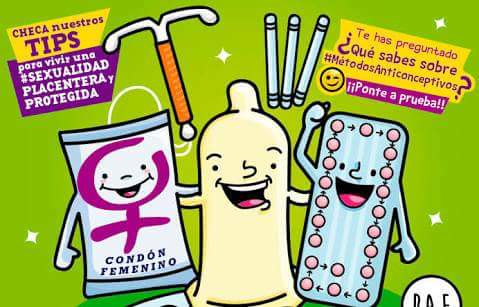 CHECA nuestros
TIPS
para vivir una
#SEXUALIDAD
PLACENTERA y
PROTEGIDA
Te has preguntado
¿Qué sabes sobre
#MétodosAnticonceptivos?
¡¡Ponte a prueba!!
CONDÓN
FEMENINO